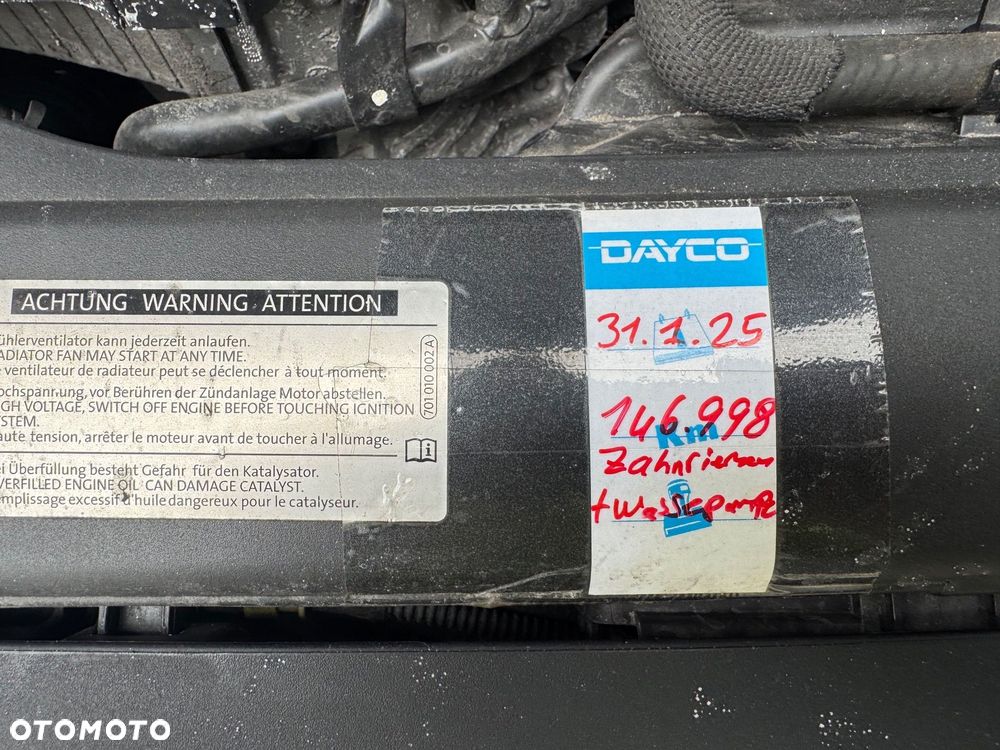 ACHTUNG WARNING ATTENTION
ühlerventilator kann jederzeit anlaufen.
ADIATOR FAN MAY START AT ANY TIME.
e ventilateur de radiateur peut se déclencher à tout moment.
ochspannung, vor Berühren der Zündanlage Motor abstellen.
IGH VOLTAGE, SWITCH OFF ENGINE BEFORE TOUCHING IGNITION
STEM.
aute tension, arrêter le moteur avant de toucher à l'allumage.
ei Überfüllung besteht Gefahr für den Katalysator.
VERFILLED ENGINE OIL CAN DAMAGE CATALYST.
mplissage excessif d'huile dangereux pour le catalyseur.
701 010 002 A
DAYCO
31.1.25
146.998
Km
Zahnriemen
+ Wasserpumpe
OTOMOTO